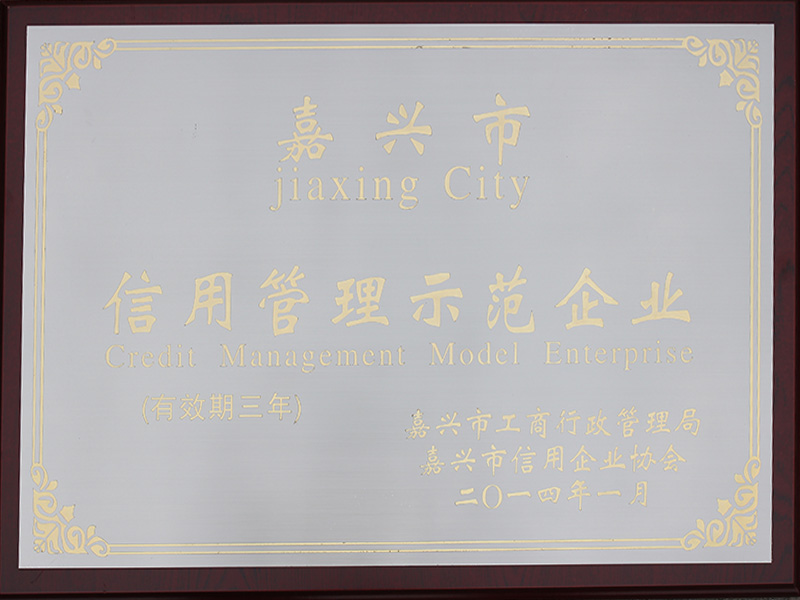 嘉兴市
jiaxing City
信用管理示范企业
Credit Management Model Enterprise
(有效期三年)
嘉兴市工商行政管理局
嘉兴市信用企业协会
二〇一四年一月